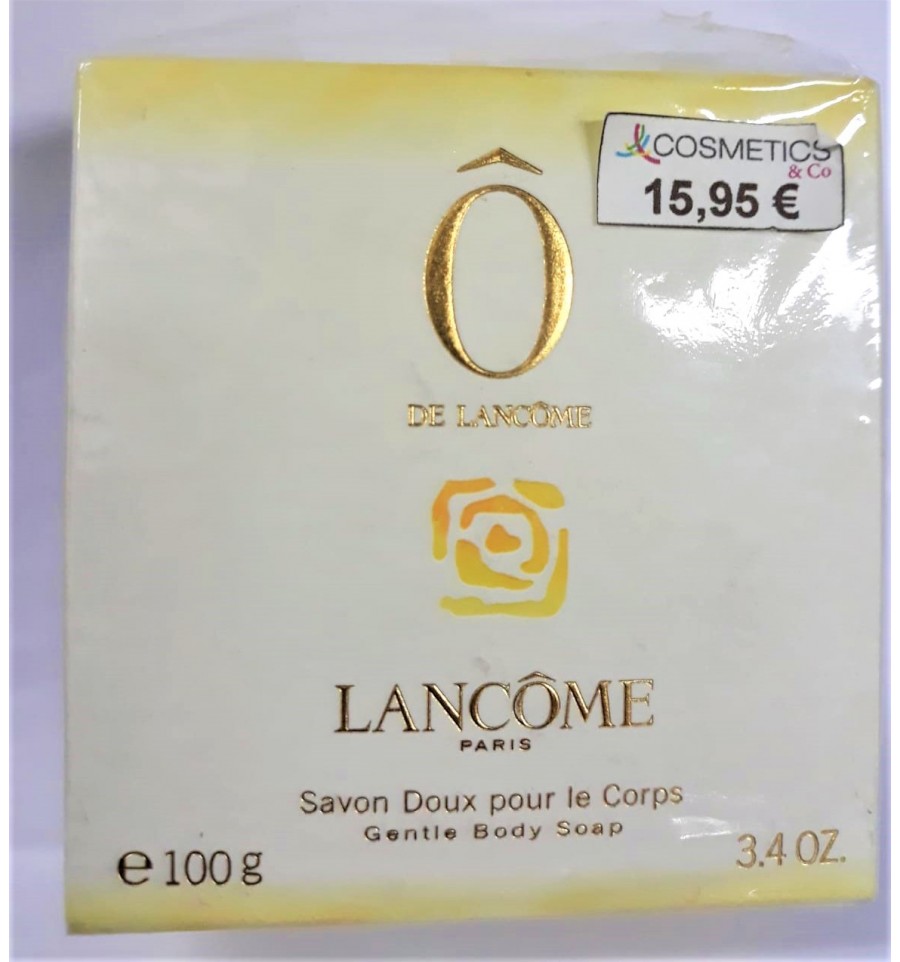 COSMETICS
& Co
15,95 €
Ô
DE LANCÔME
LANCÔME
PARIS
Savon Doux pour le Corps
Gentle Body Soap
℮ 100 g
3.4 OZ.